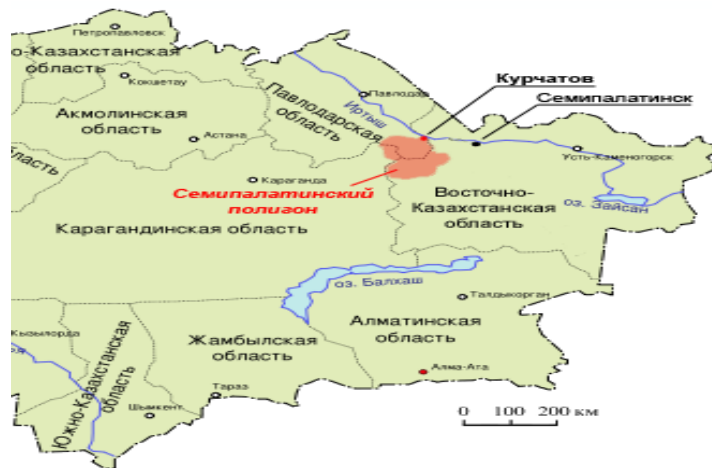 Петропавловск
о-Казахстанская
область
Кокшетау
Акмолинская
область
Астана
область
Павлодар
Павлодарская
область
Иртыш
Курчатов
Семипалатинск
Усть-Каменогорск
Караганда
Семипалатинский
полигон
Восточно-
Казахстанская
область
оз. Зайсан
Карагандинская область
оз. Балхаш
Талдыкорган
Алматинская
область
Жамбылская
область
Кызылорда
Южно-Казахстанская
область
Тараз
Шымкент
Алма-Ата
0 100 200 км